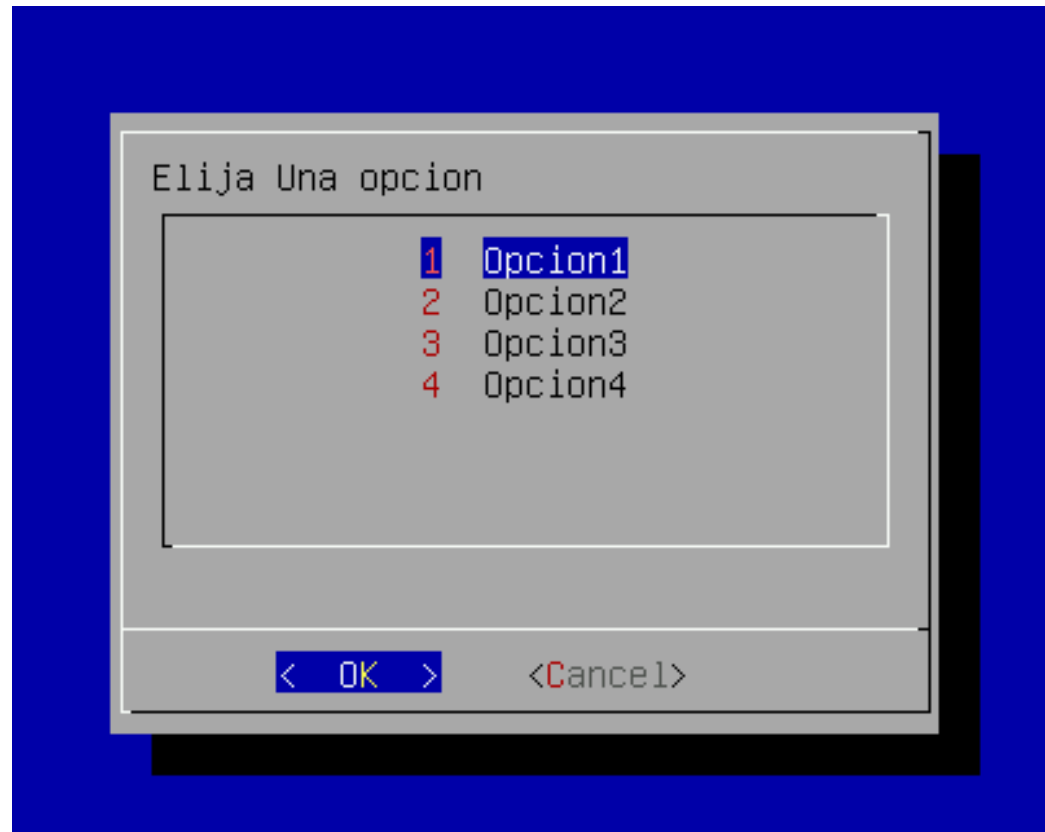 Elija Una opcion
1 Opcion1
2 Opcion2
3 Opcion3
4 Opcion4
< OK > <Cancel>